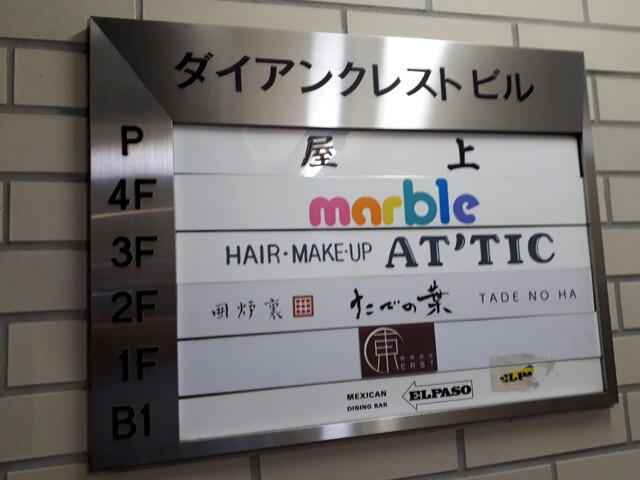 ダイアンクレストビル
P 屋上
4F marble
3F HAIR・MAKE-UP AT'TIC
2F 囲炉裏 たでの葉 TADE NO HA
1F 東 EAST
B1 MEXICAN DINING BAR ELPASO ELPA